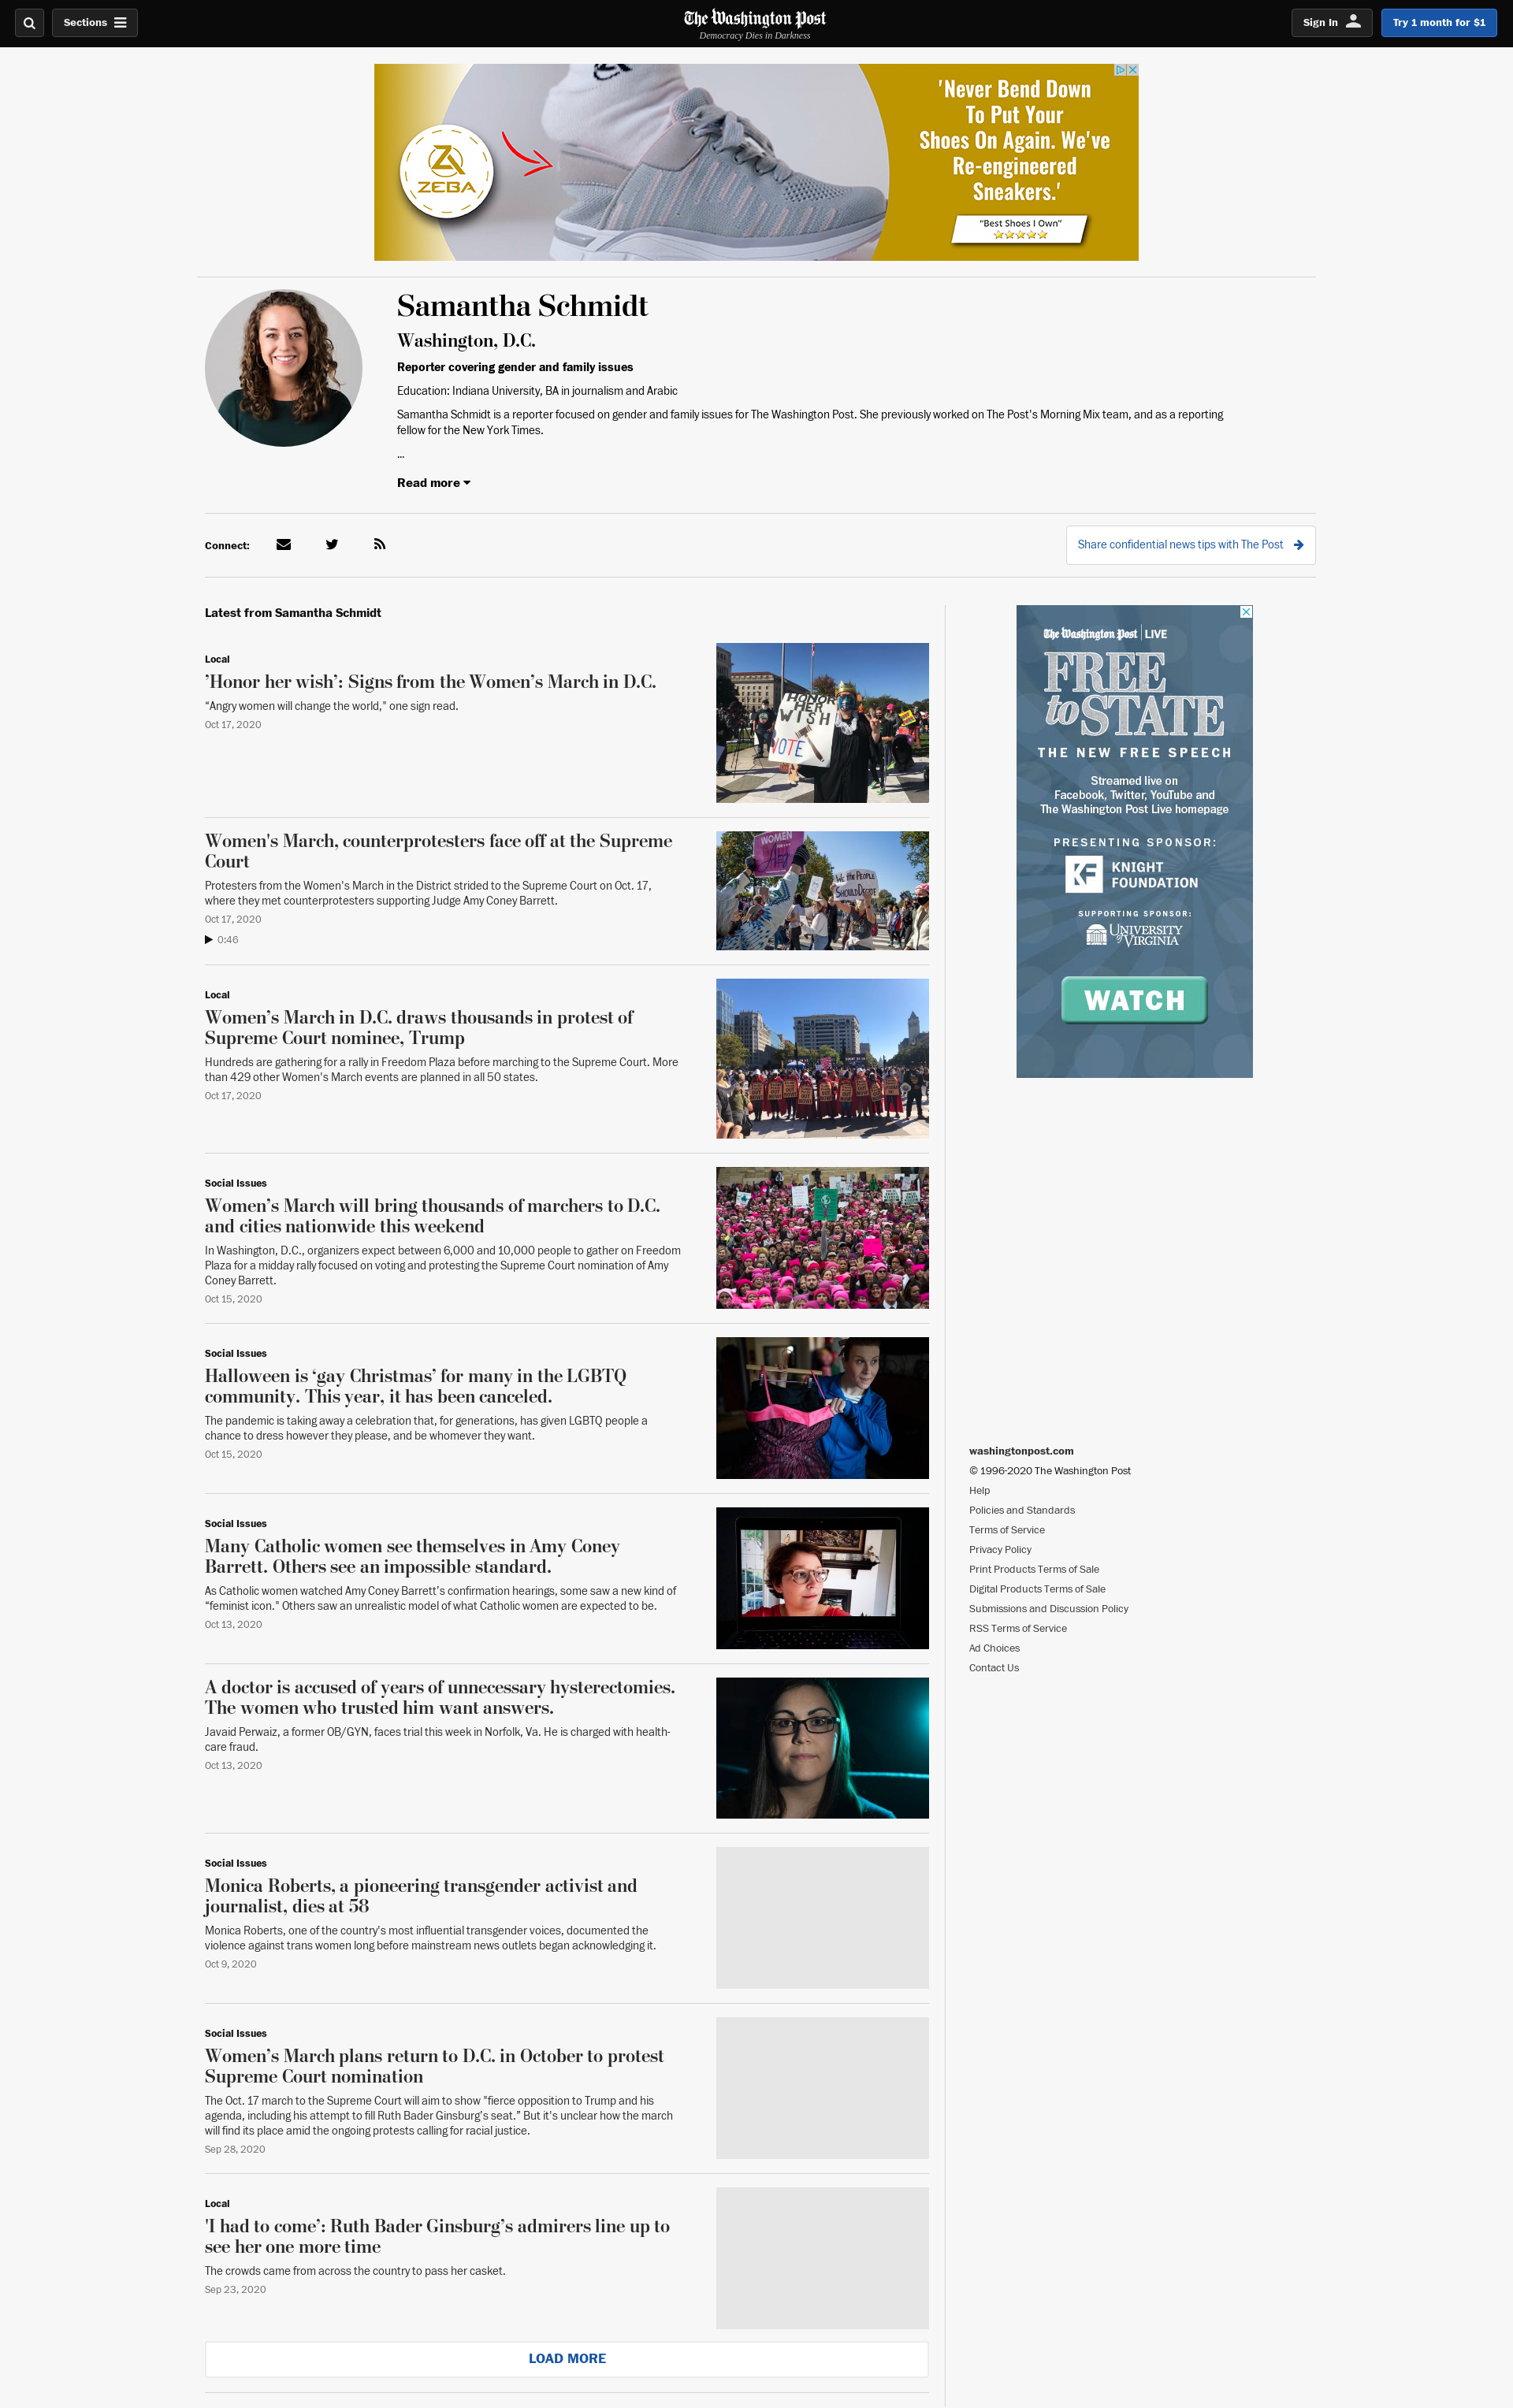 Sections
The Washington Post
Democracy Dies in Darkness
Sign In
Try 1 month for $1
ZEBA
'Never Bend Down
To Put Your
Shoes On Again. We've
Re-engineered
Sneakers.'
"Best Shoes I Own"
Samantha Schmidt
Washington, D.C.
Reporter covering gender and family issues
Education: Indiana University, BA in journalism and Arabic
Samantha Schmidt is a reporter focused on gender and family issues for The Washington Post. She previously worked on The Post's Morning Mix team, and as a reporting
fellow for the New York Times.
...
Read more
Connect:
Share confidential news tips with The Post
Latest from Samantha Schmidt
Local
’Honor her wish’: Signs from the Women’s March in D.C.
“Angry women will change the world," one sign read.
Oct 17, 2020
HONOR
HER
WISH
VOTE
Women's March, counterprotesters face off at the Supreme
Court
Protesters from the Women's March in the District strided to the Supreme Court on Oct. 17,
where they met counterprotesters supporting Judge Amy Coney Barrett.
Oct 17, 2020
0:46
WOMEN
We the PEOPLE
SHOULD DECIDE
Local
Women’s March in D.C. draws thousands in protest of
Supreme Court nominee, Trump
Hundreds are gathering for a rally in Freedom Plaza before marching to the Supreme Court. More
than 429 other Women's March events are planned in all 50 states.
Oct 17, 2020
Social Issues
Women’s March will bring thousands of marchers to D.C.
and cities nationwide this weekend
In Washington, D.C., organizers expect between 6,000 and 10,000 people to gather on Freedom
Plaza for a midday rally focused on voting and protesting the Supreme Court nomination of Amy
Coney Barrett.
Oct 15, 2020
Social Issues
Halloween is ‘gay Christmas’ for many in the LGBTQ
community. This year, it has been canceled.
The pandemic is taking away a celebration that, for generations, has given LGBTQ people a
chance to dress however they please, and be whomever they want.
Oct 15, 2020
Social Issues
Many Catholic women see themselves in Amy Coney
Barrett. Others see an impossible standard.
As Catholic women watched Amy Coney Barrett’s confirmation hearings, some saw a new kind of
“feminist icon." Others saw an unrealistic model of what Catholic women are expected to be.
Oct 13, 2020
A doctor is accused of years of unnecessary hysterectomies.
The women who trusted him want answers.
Javaid Perwaiz, a former OB/GYN, faces trial this week in Norfolk, Va. He is charged with health-
care fraud.
Oct 13, 2020
Social Issues
Monica Roberts, a pioneering transgender activist and
journalist, dies at 58
Monica Roberts, one of the country's most influential transgender voices, documented the
violence against trans women long before mainstream news outlets began acknowledging it.
Oct 9, 2020
Social Issues
Women’s March plans return to D.C. in October to protest
Supreme Court nomination
The Oct. 17 march to the Supreme Court will aim to show "fierce opposition to Trump and his
agenda, including his attempt to fill Ruth Bader Ginsburg's seat." But it's unclear how the march
will find its place amid the ongoing protests calling for racial justice.
Sep 28, 2020
Local
'I had to come’: Ruth Bader Ginsburg’s admirers line up to
see her one more time
The crowds came from across the country to pass her casket.
Sep 23, 2020
LOAD MORE
The Washington Post LIVE
FREE
to STATE
THE NEW FREE SPEECH
Streamed live on
Facebook, Twitter, YouTube and
The Washington Post Live homepage
PRESENTING SPONSOR:
KF KNIGHT
FOUNDATION
SUPPORTING SPONSOR:
UNIVERSITY
of VIRGINIA
WATCH
washingtonpost.com
© 1996-2020 The Washington Post
Help
Policies and Standards
Terms of Service
Privacy Policy
Print Products Terms of Sale
Digital Products Terms of Sale
Submissions and Discussion Policy
RSS Terms of Service
Ad Choices
Contact Us